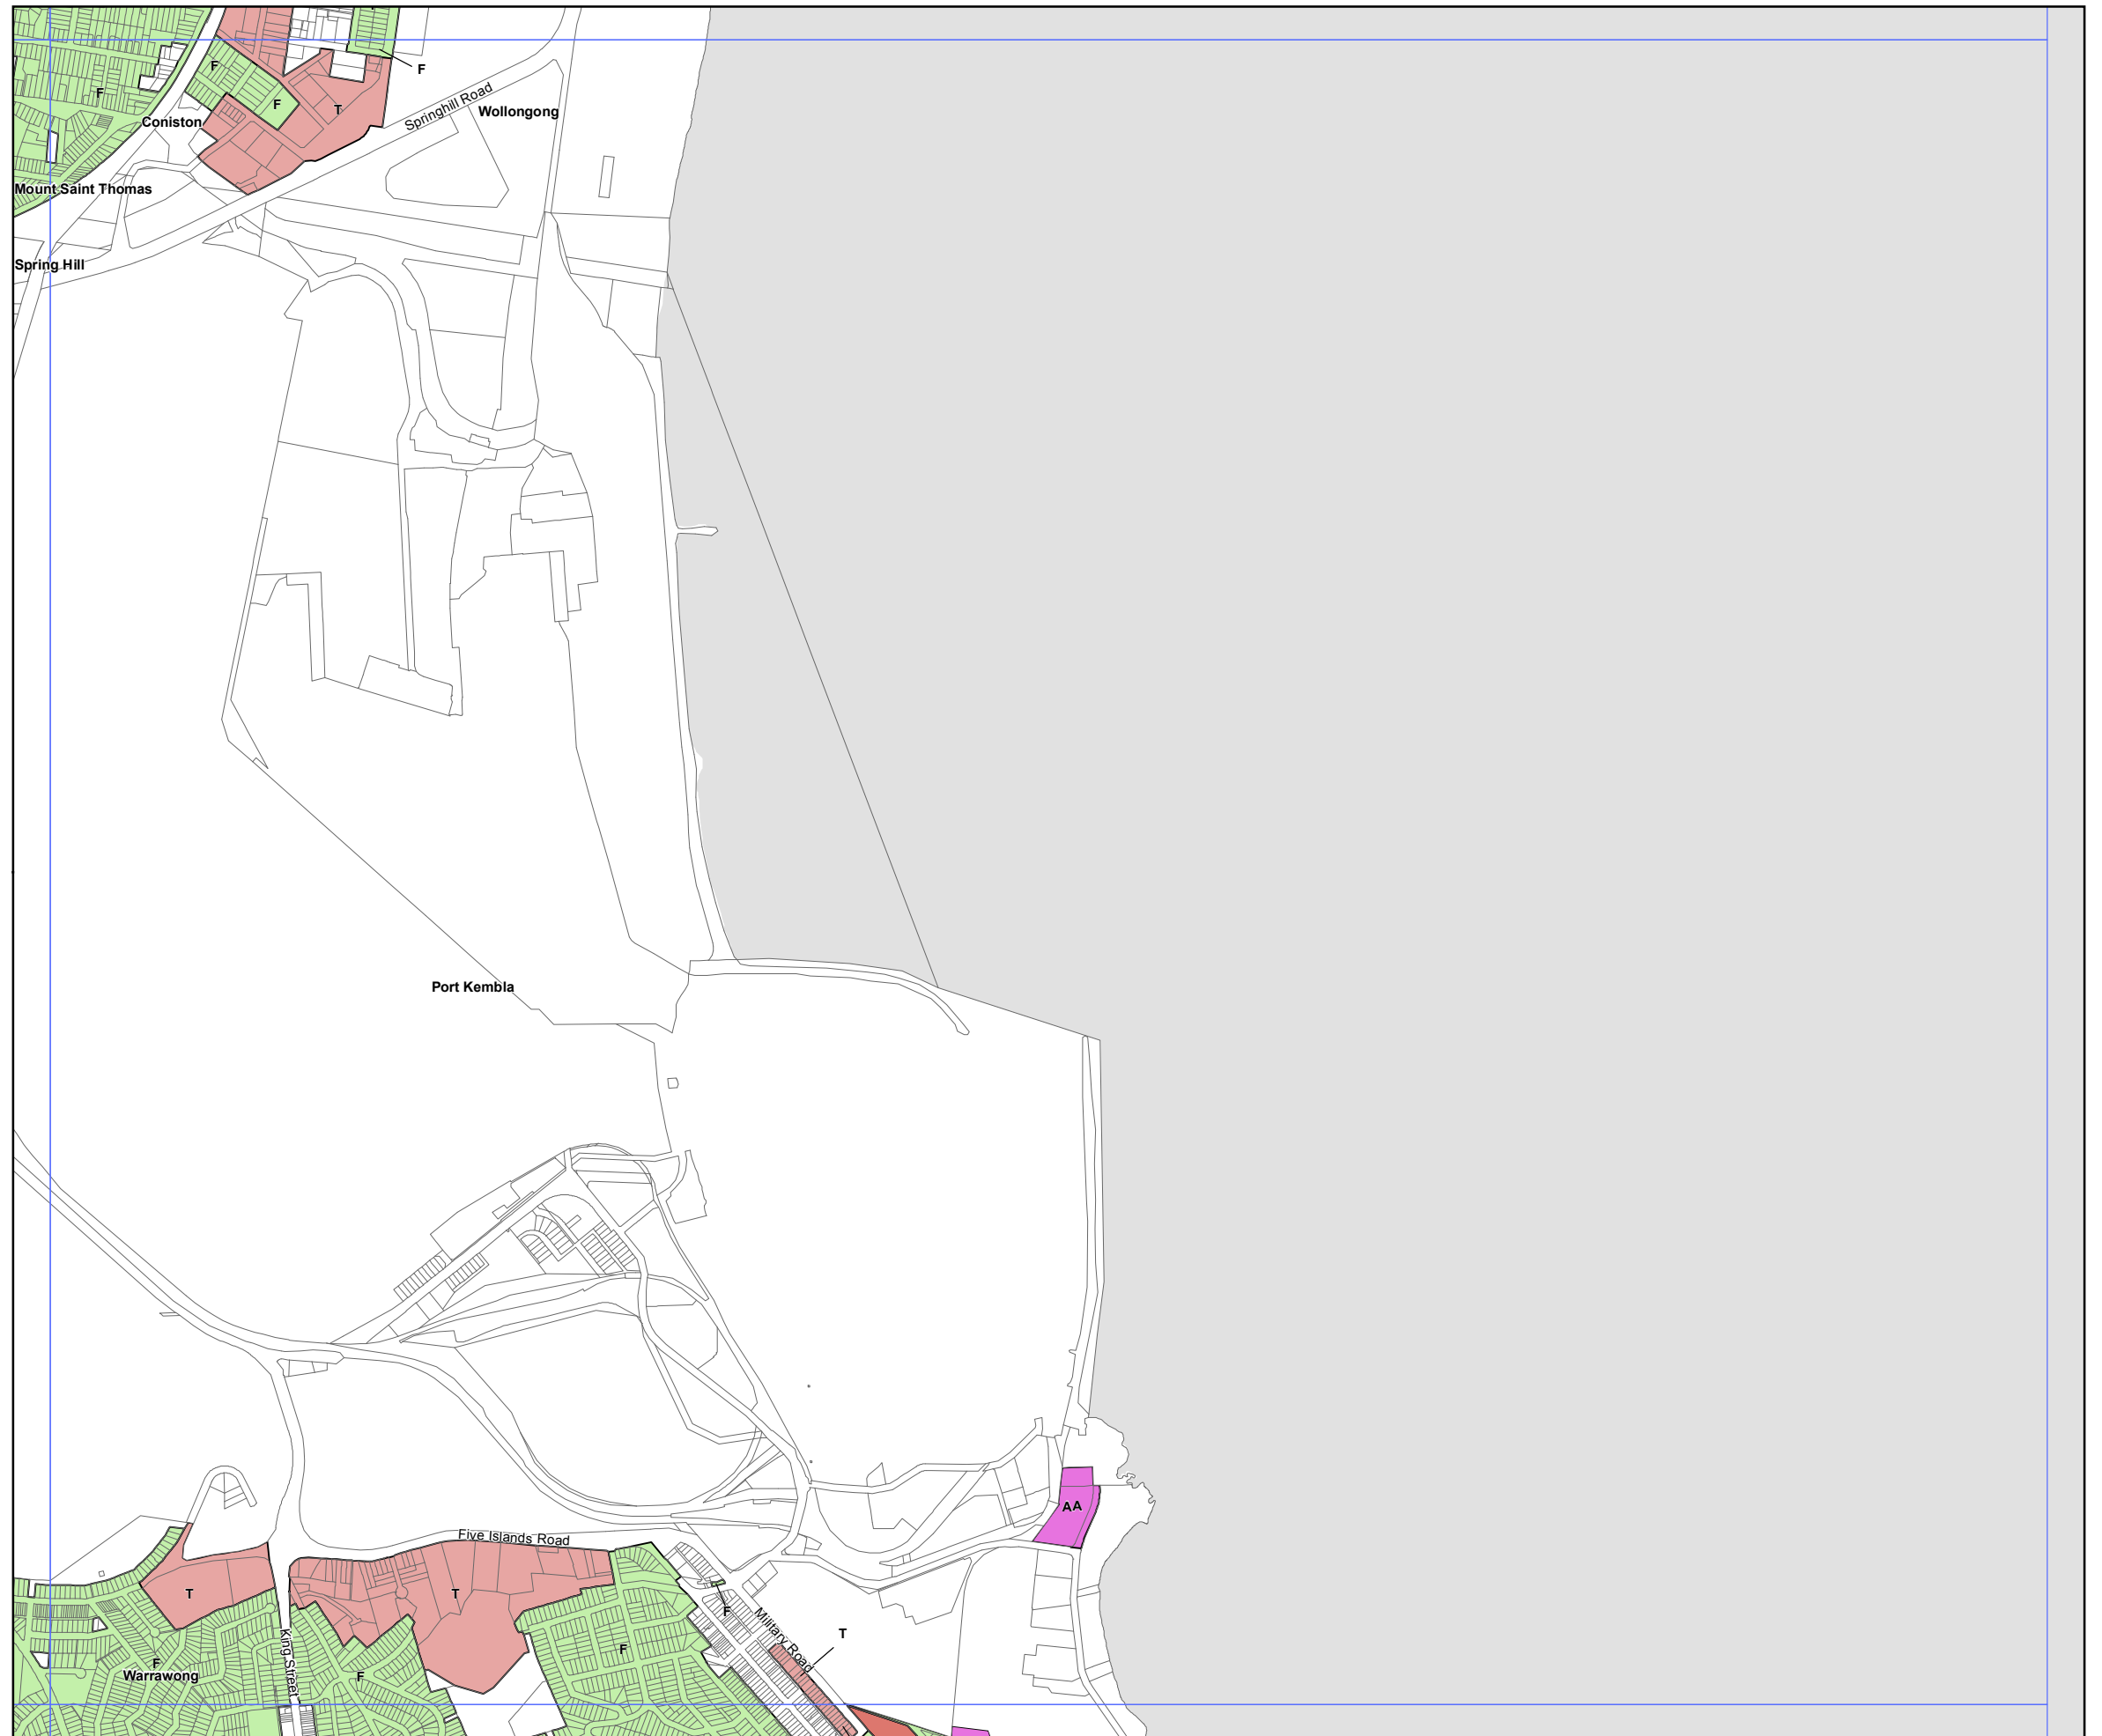 F
F
F
F
T
Springhill Road
Wollongong
Coniston
Mount Saint Thomas
Spring Hill
Port Kembla
AA
Five Islands Road
T
T
F
Military Road
T
King Street
F
F
F
Warrawong